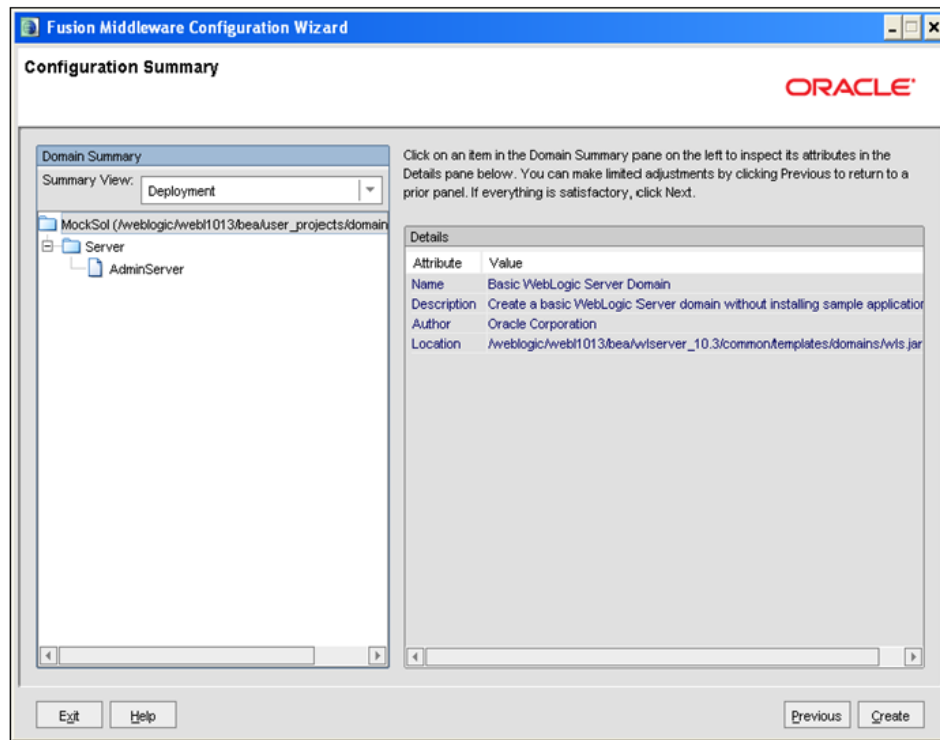 Fusion Middleware Configuration Wizard
Configuration Summary
ORACLE
Domain Summary
Summary View:
Deployment
MockSol (/weblogic/webl1013/bea/user_projects/domain
Server
AdminServer
Click on an item in the Domain Summary pane on the left to inspect its attributes in the
Details pane below. You can make limited adjustments by clicking Previous to return to a
prior panel. If everything is satisfactory, click Next.
Details
Attribute Value
Name Basic WebLogic Server Domain
Description Create a basic WebLogic Server domain without installing sample application
Author Oracle Corporation
Location /weblogic/webl1013/bea/wlserver_10.3/common/templates/domains/wls.jar
Exit Help Previous Create